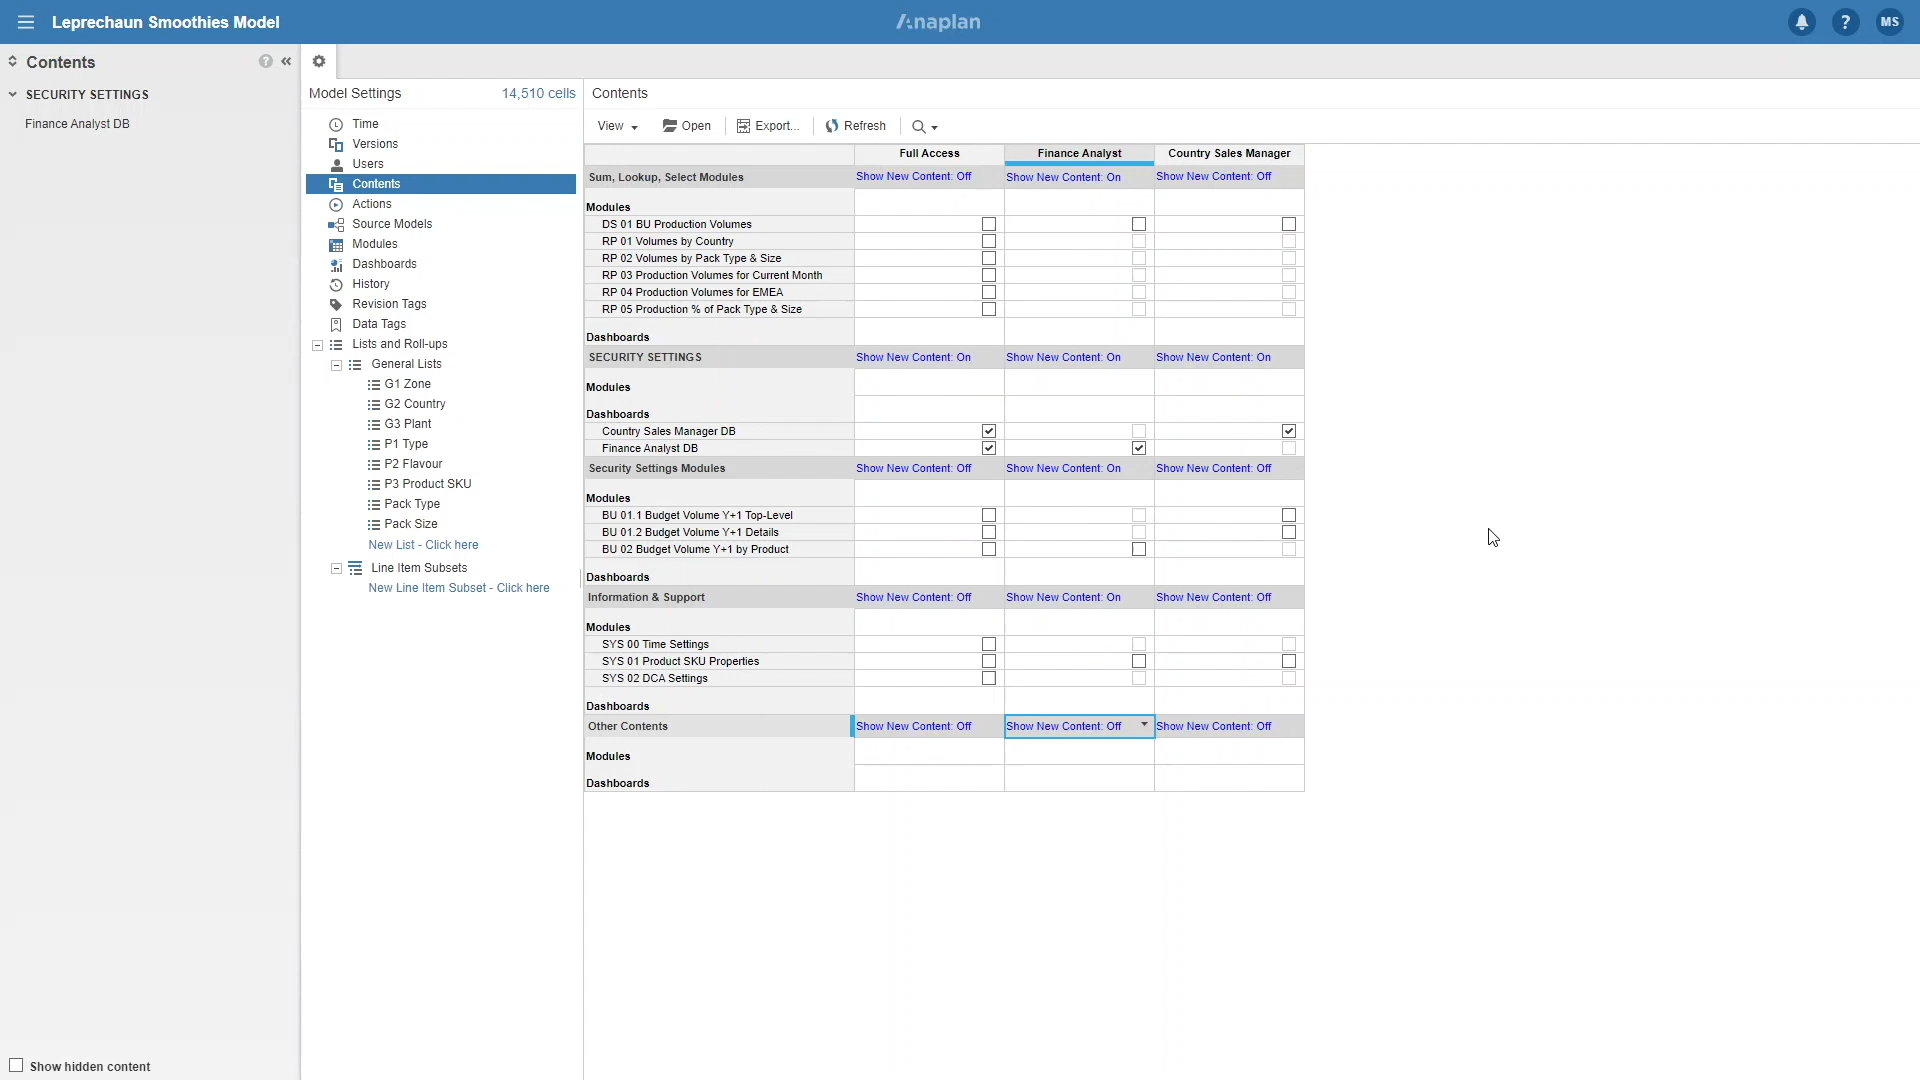 Leprechaun Smoothies Model
Anaplan
?
MS
Contents
?
«
SECURITY SETTINGS
Finance Analyst DB
Show hidden content
Model Settings
14,510 cells
Time
Versions
Users
Contents
Actions
Source Models
Modules
Dashboards
History
Revision Tags
Data Tags
Lists and Roll-ups
General Lists
G1 Zone
G2 Country
G3 Plant
P1 Type
P2 Flavour
P3 Product SKU
Pack Type
Pack Size
New List - Click here
Line Item Subsets
New Line Item Subset - Click here
Contents
View Open Export... Refresh
Full Access Finance Analyst Country Sales Manager
Sum, Lookup, Select Modules Show New Content: Off Show New Content: On Show New Content: Off
Modules
DS 01 BU Production Volumes
RP 01 Volumes by Country
RP 02 Volumes by Pack Type & Size
RP 03 Production Volumes for Current Month
RP 04 Production Volumes for EMEA
RP 05 Production % of Pack Type & Size
Dashboards
SECURITY SETTINGS Show New Content: On Show New Content: On Show New Content: On
Modules
Dashboards
Country Sales Manager DB
Finance Analyst DB
Security Settings Modules Show New Content: Off Show New Content: On Show New Content: Off
Modules
BU 01.1 Budget Volume Y+1 Top-Level
BU 01.2 Budget Volume Y+1 Details
BU 02 Budget Volume Y+1 by Product
Dashboards
Information & Support Show New Content: Off Show New Content: On Show New Content: Off
Modules
SYS 00 Time Settings
SYS 01 Product SKU Properties
SYS 02 DCA Settings
Dashboards
Other Contents Show New Content: Off Show New Content: Off Show New Content: Off
Modules
Dashboards